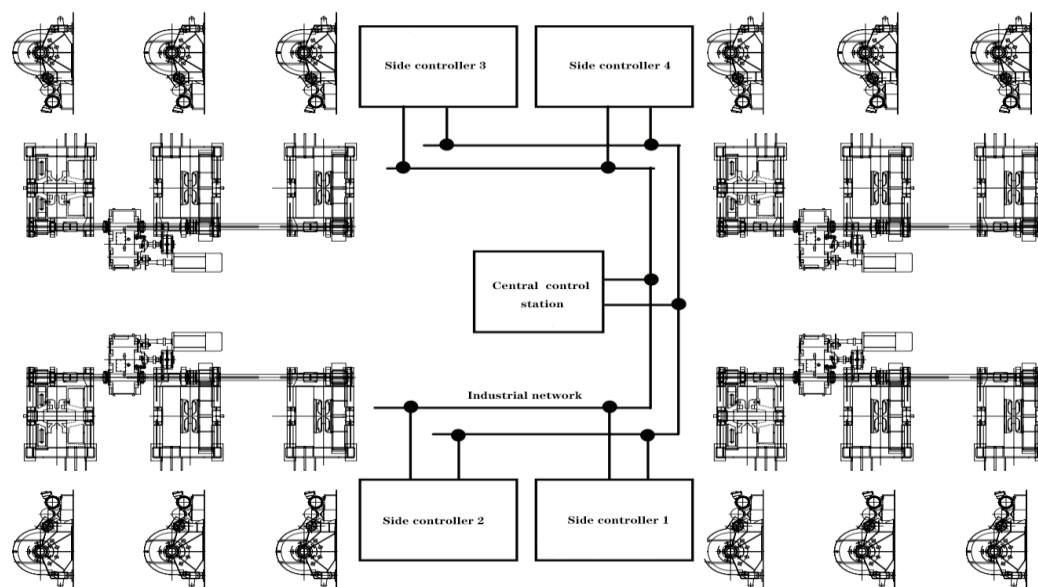 Side controller 3
Side controller 4
Central control
station
Industrial network
Side controller 2
Side controller 1